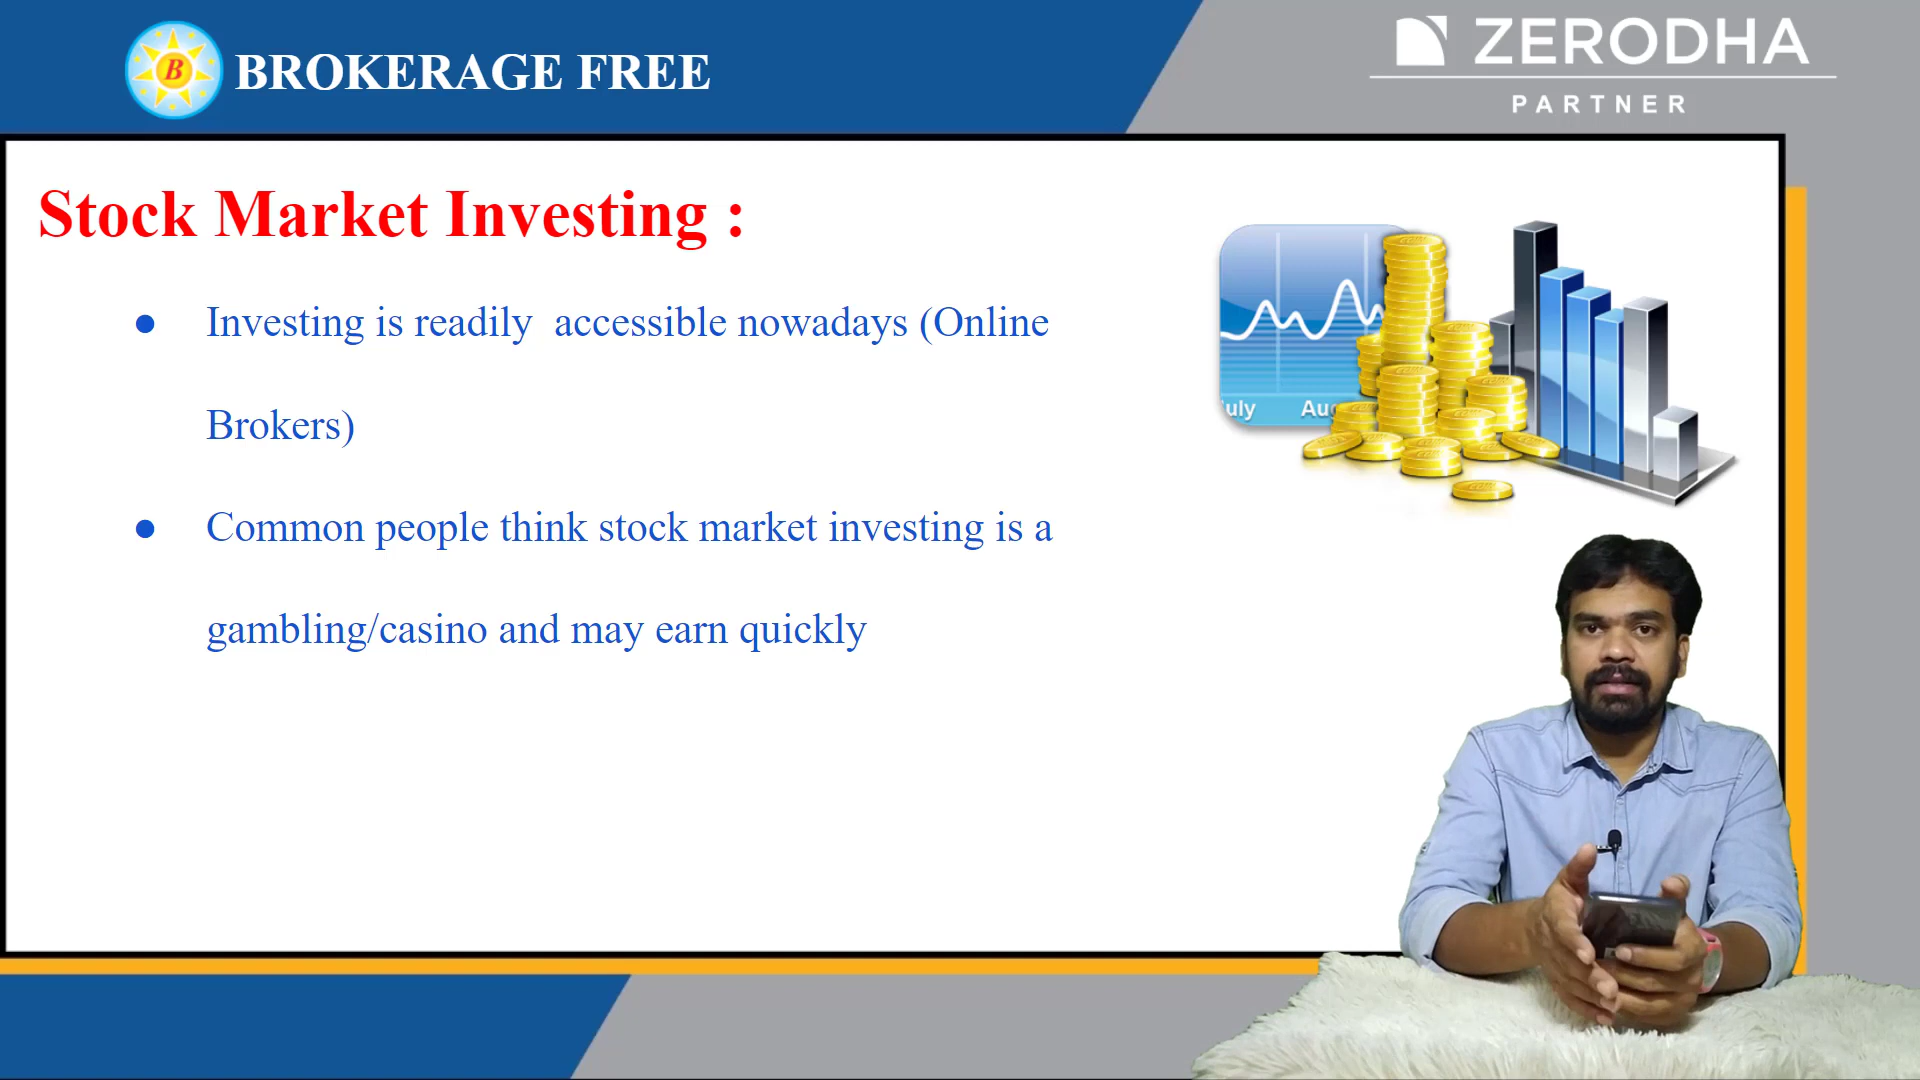 B
BROKERAGE FREE
ZERODHA
PARTNER
Stock Market Investing :
● Investing is readily  accessible nowadays (Online
Brokers)
● Common people think stock market investing is a
gambling/casino and may earn quickly
uly Au